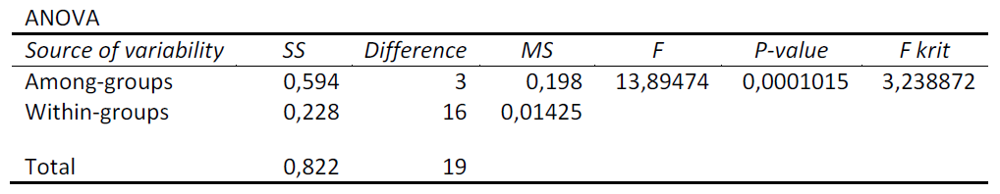 ANOVA
Source of variability SS Difference MS F P-value F krit
Among-groups 0,594 3 0,198 13,89474 0,0001015 3,238872
Within-groups 0,228 16 0,01425
Total 0,822 19